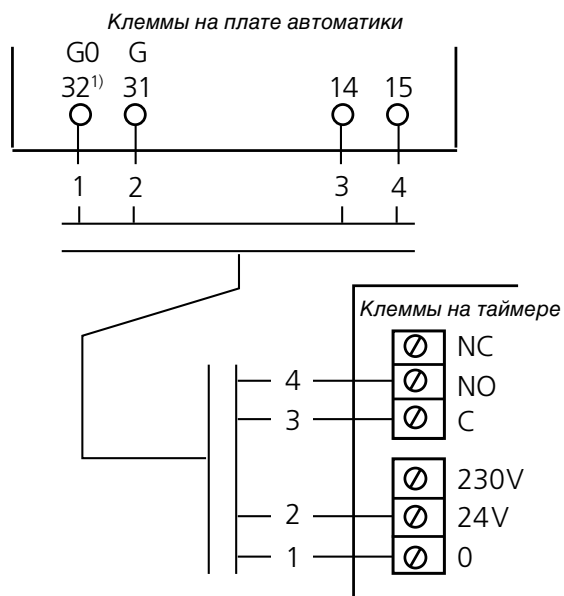 Клеммы на плате автоматики
G0 G
32¹⁾ 31 14 15
1 2 3 4
Клеммы на таймере
NC
4 NO
3 C
230V
2 24V
1 0